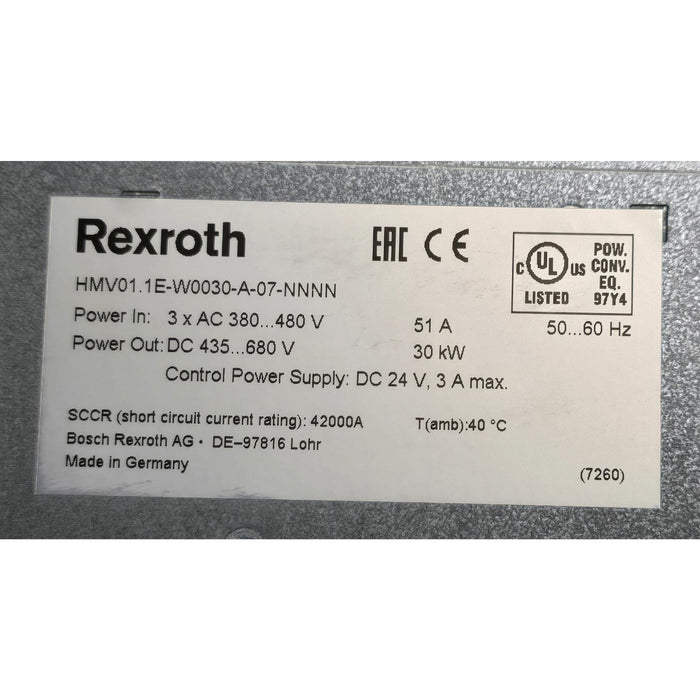 Rexroth
EAC CE
C UL US LISTED
POW.
CONV.
EQ.
97Y4
HMV01.1E-W0030-A-07-NNNN
Power In: 3 x AC 380...480 V 51 A 50...60 Hz
Power Out: DC 435...680 V 30 kW
Control Power Supply: DC 24 V, 3 A max.
SCCR (short circuit current rating): 42000A T(amb):40 °C
Bosch Rexroth AG • DE-97816 Lohr
Made in Germany
(7260)